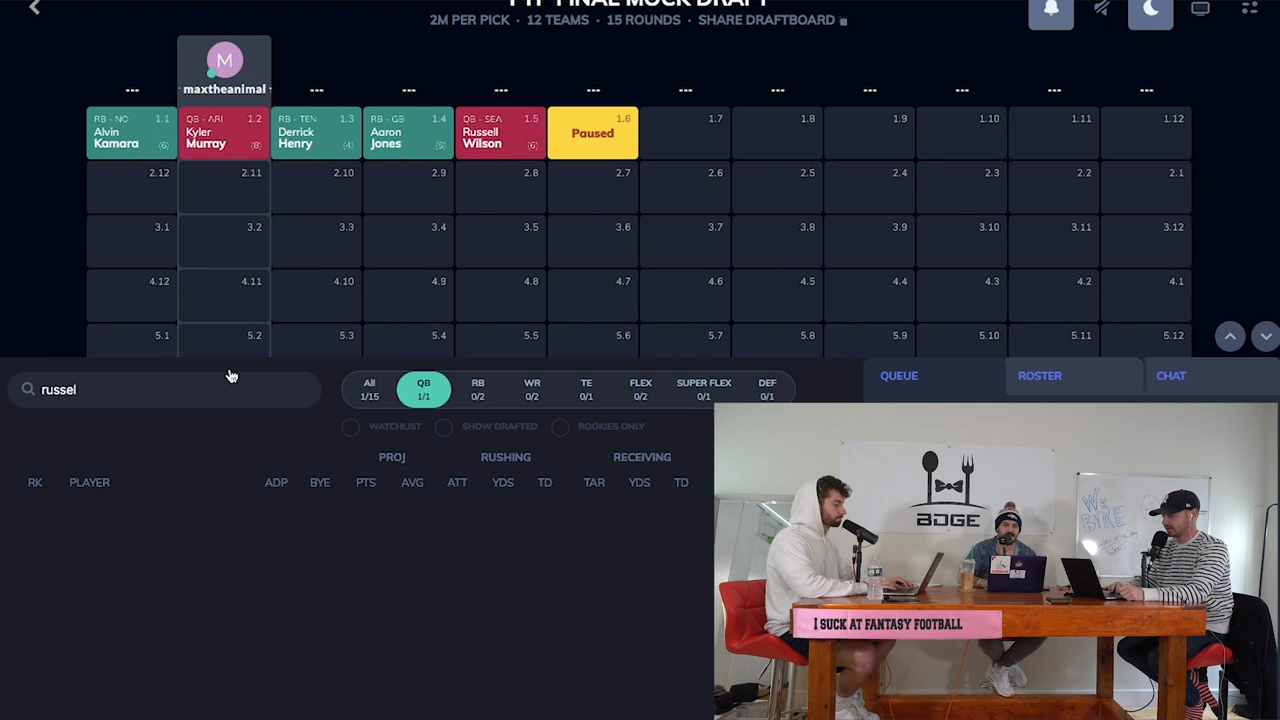 2M PER PICK · 12 TEAMS · 15 ROUNDS · SHARE DRAFTBOARD
M
--- maxtheanimal --- --- --- --- --- --- --- --- --- ---
RB - NO 1.1 QB - ARI 1.2 RB - TEN 1.3 RB - GB 1.4 QB - SEA 1.5 1.6 1.7 1.8 1.9 1.10 1.11 1.12
Alvin Kyler Derrick Aaron Russell Paused
Kamara (6) Murray (8) Henry (4) Jones (5) Wilson (6)
2.12 2.11 2.10 2.9 2.8 2.7 2.6 2.5 2.4 2.3 2.2 2.1
3.1 3.2 3.3 3.4 3.5 3.6 3.7 3.8 3.9 3.10 3.11 3.12
4.12 4.11 4.10 4.9 4.8 4.7 4.6 4.5 4.4 4.3 4.2 4.1
5.1 5.2 5.3 5.4 5.5 5.6 5.7 5.8 5.9 5.10 5.11 5.12
russel
All QB RB WR TE FLEX SUPER FLEX DEF
1/15 1/1 0/2 0/2 0/1 0/2 0/1 0/1
QUEUE ROSTER CHAT
WATCHLIST SHOW DRAFTED ROOKIES ONLY
PROJ RUSHING RECEIVING
RK PLAYER ADP BYE PTS AVG ATT YDS TD TAR YDS TD
BDGE
WE
I SUCK AT FANTASY FOOTBALL